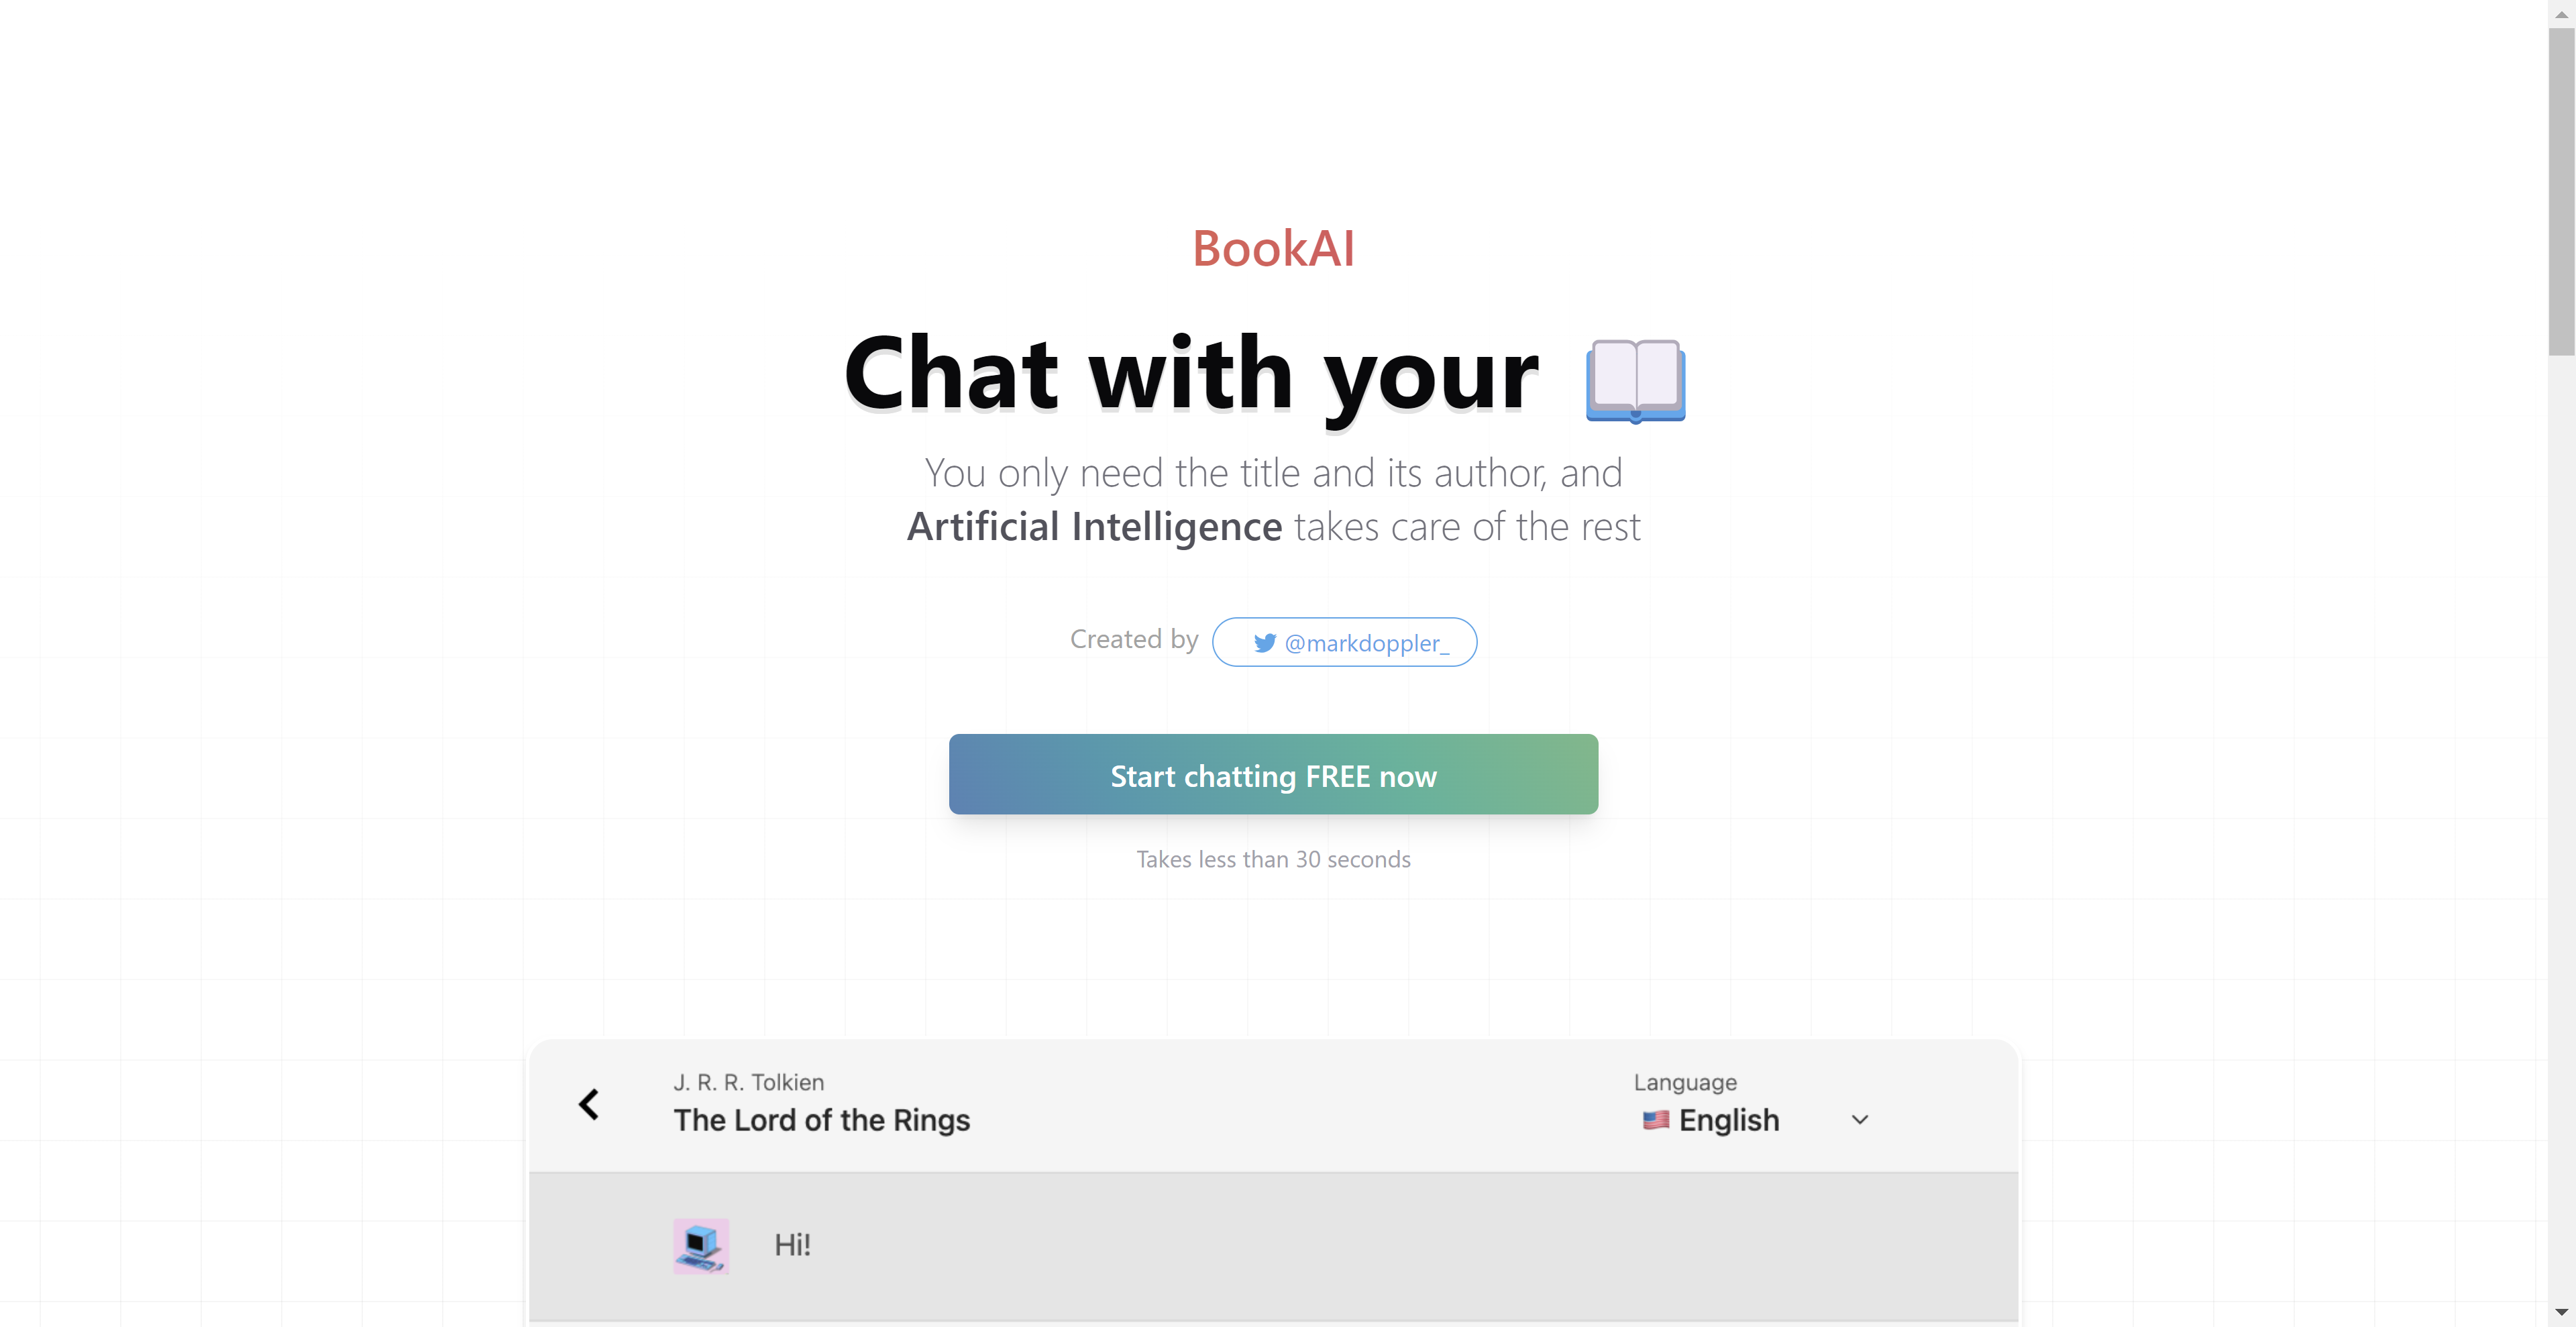 BookAI
Chat with your
You only need the title and its author, and
Artificial Intelligence takes care of the rest
Created by @markdoppler_
Start chatting FREE now
Takes less than 30 seconds
J. R. R. Tolkien
The Lord of the Rings
Language
English
Hi!